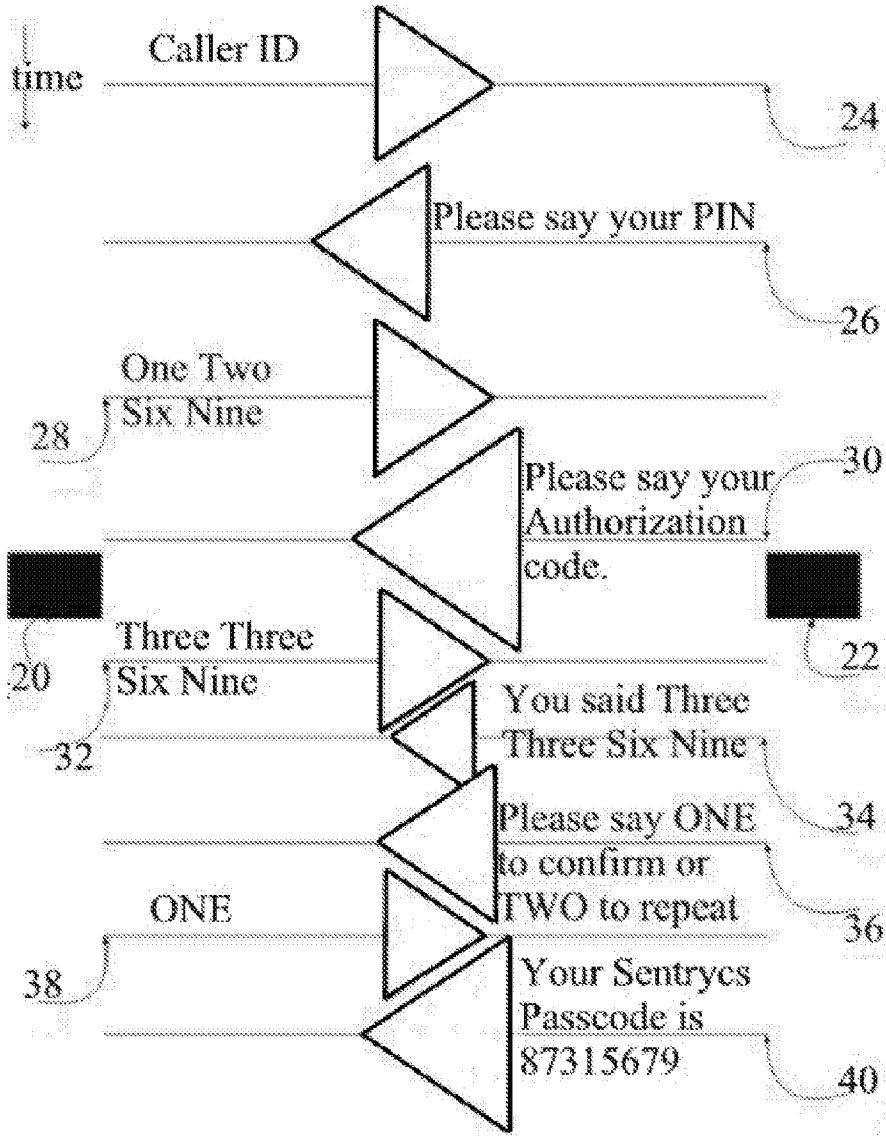 Caller ID
time
24
Please say your PIN
26
One Two
Six Nine
28
30
Please say your
Authorization
code.
20
22
Three Three
Six Nine
32
You said Three
Three Six Nine
34
Please say ONE
to confirm or
TWO to repeat
36
ONE
38
Your Sentrycs
Passcode is
87315679
40